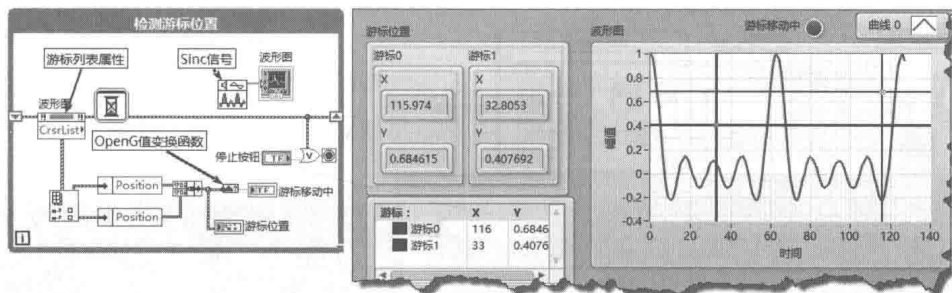 检测游标位置
游标列表属性
Sinc信号
波形图
波形图
CrsrList
OpenG值变换函数
停止按钮
TF
V
Position
TF
游标移动中
Position
游标位置
i
游标位置
游标0
游标1
X
X
115.974
32.8053
Y
Y
0.684615
0.407692
游标：
X
Y
游标0
116
0.6846
游标1
33
0.4076
波形图
游标移动中
曲线 0
幅值
1
0.8
0.6
0.4
0.2
0
-0.2
-0.4
0
20
40
60
80
100
120
140
时间